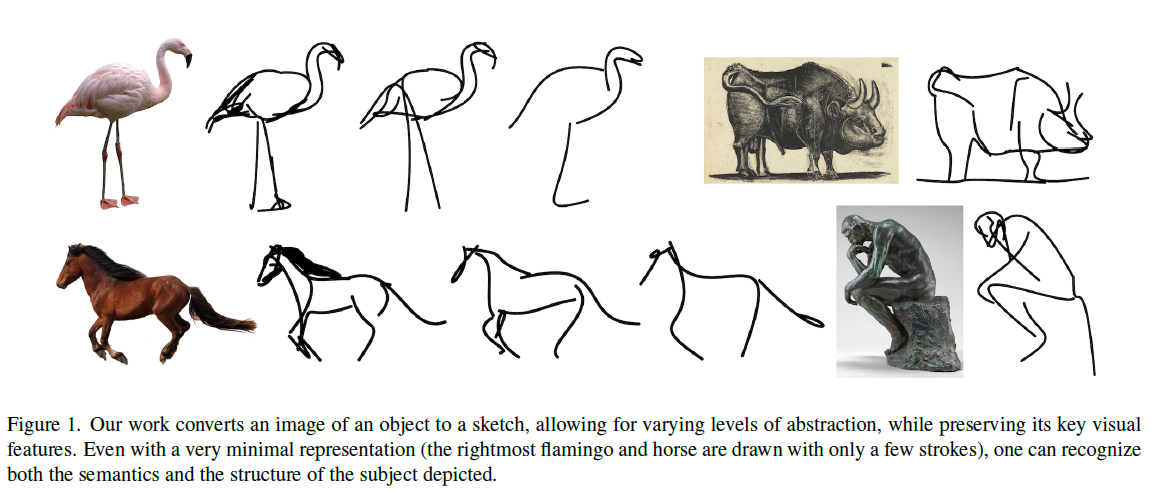 Figure 1. Our work converts an image of an object to a sketch, allowing for varying levels of abstraction, while preserving its key visual
features. Even with a very minimal representation (the rightmost flamingo and horse are drawn with only a few strokes), one can recognize
both the semantics and the structure of the subject depicted.